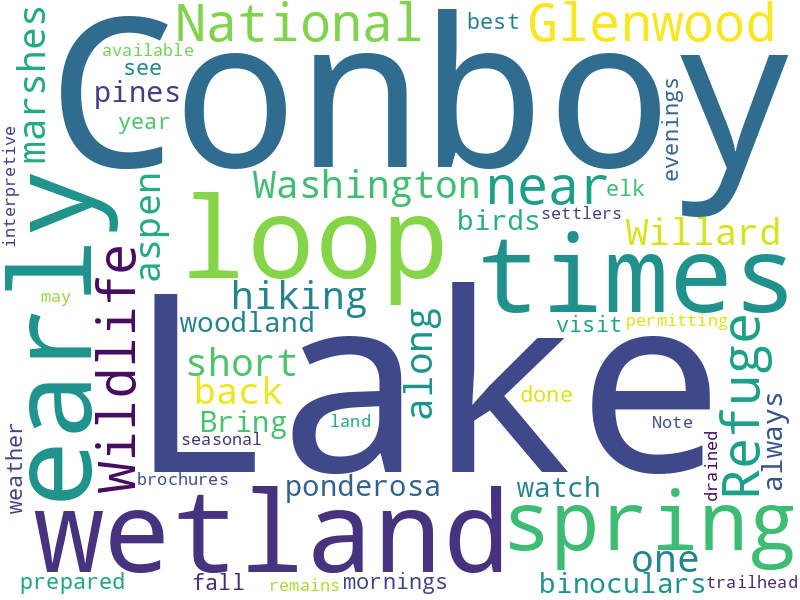 National
best
Glenwood
available
see
Conboy
pines
year
marshes
evenings
interpretive
Washington
near
elk
aspen
loop
birds
settlers
Willard
early
times
Wildlife
may
hiking
woodland
Lake
along
visit
permitting
Refuge
short
back
done
Bring
land
Note
always
seasonal
weather
brochures
drained
ponderosa
watch
wetland
spring
one
prepared
fall
remains
mornings
binoculars
trailhead